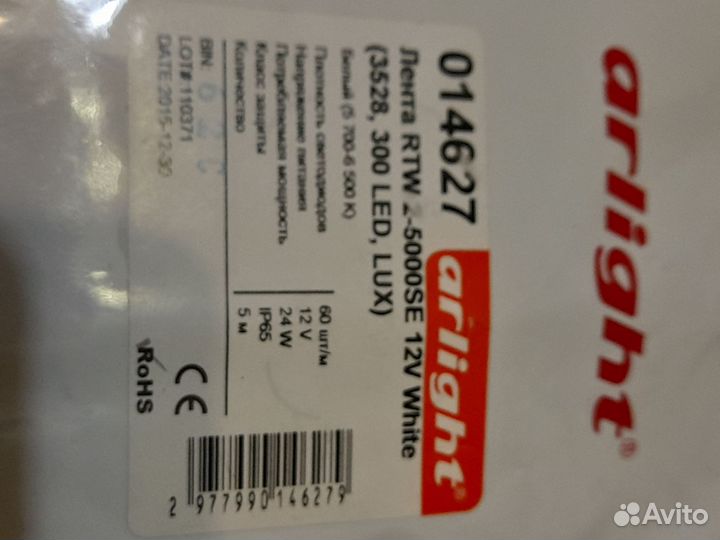 arlight®
014627
arlight®
Лента RTW 2-5000SE 12V White
(3528, 300 LED, LUX)
Белый (5 700-6 500 K)
Плотность светодиодов 60 шт/м
Напряжение питания 12 V
Потребляемая мощность 24 W
Класс защиты IP65
Количество 5 м
BIN: 62C
LOT# 110371
DATE:2015-12-30
RoHS
CE
2 977990 146279
Avito